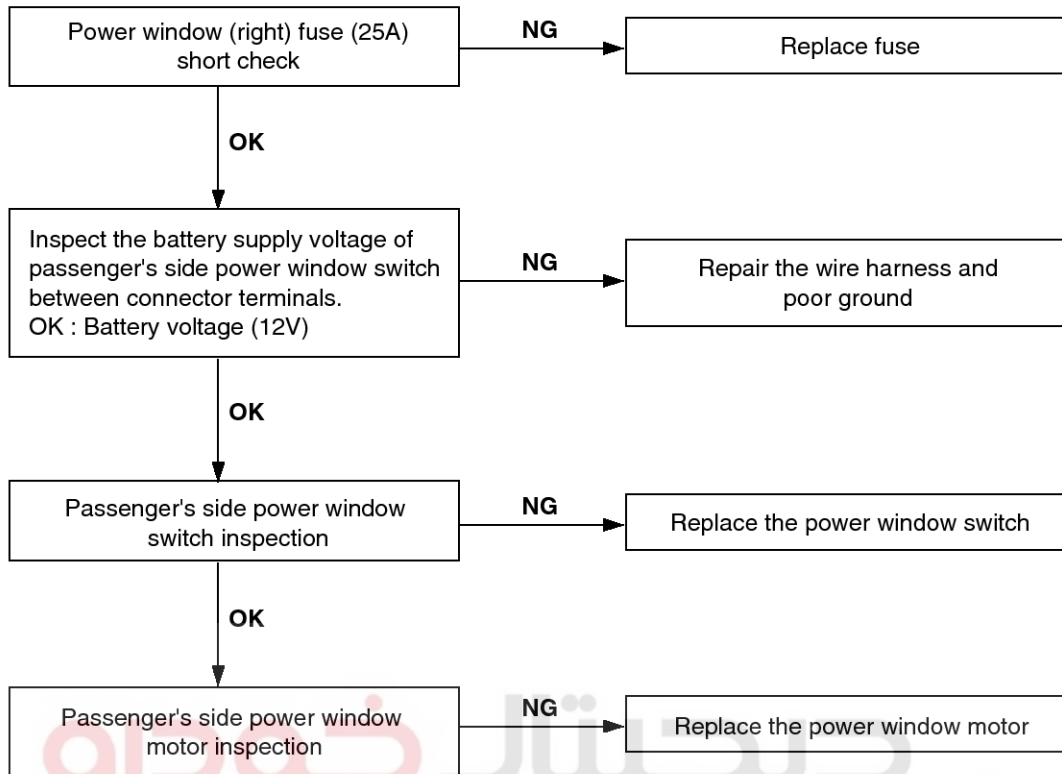 Power window (right) fuse (25A)
short check
NG
Replace fuse
OK
Inspect the battery supply voltage of
passenger's side power window switch
between connector terminals.
OK : Battery voltage (12V)
NG
Repair the wire harness and
poor ground
OK
Passenger's side power window
switch inspection
NG
Replace the power window switch
OK
Passenger's side power window
motor inspection
NG
Replace the power window motor
دیجیتال خودرو